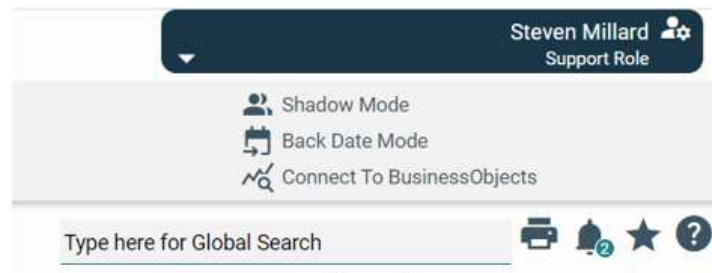 Steven Millard
Support Role
Shadow Mode
Back Date Mode
Connect To BusinessObjects
Type here for Global Search
2
?